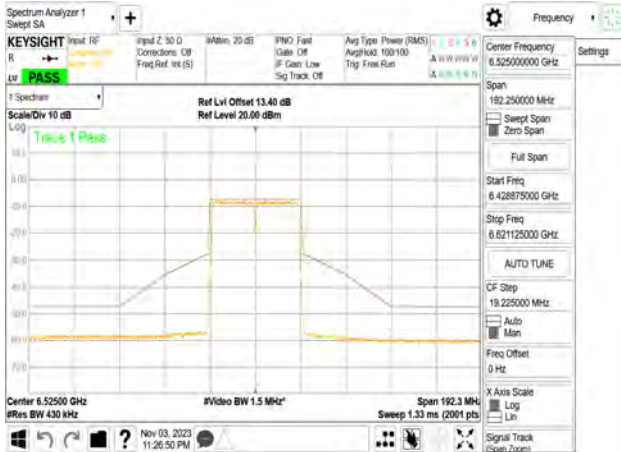 Spectrum Analyzer 1
Swept SA
+
Frequency
KEYSIGHT
Input: RF
R
LV PASS
Input Z: 50 Ω
Corrections: Off
Freq Ref: Int (S)
#Atten: 20 dB
PNO: Fast
Gate: Off
IF Gain: Low
Sig Track: Off
Avg Type: Power (RMS)
Avg|Hold: 100/100
Trig: Free Run
Center Frequency
6.525000000 GHz
Settings
Span
192.250000 MHz
Swept Span
Zero Span
Full Span
Start Freq
6.428875000 GHz
Stop Freq
6.621125000 GHz
AUTO TUNE
CF Step
19.225000 MHz
Auto
Man
Freq Offset
0 Hz
X Axis Scale
Log
Lin
Signal Track
(Span Zoom)
1 Spectrum
Scale/Div 10 dB
Ref Lvl Offset 13.40 dB
Ref Level 20.00 dBm
Log
Trace 1 Pass
Center 6.52500 GHz
#Res BW 430 kHz
#Video BW 1.5 MHz*
Span 192.3 MHz
Sweep 1.33 ms (2001 pts
?
Nov 03, 2023
11:26:50 PM